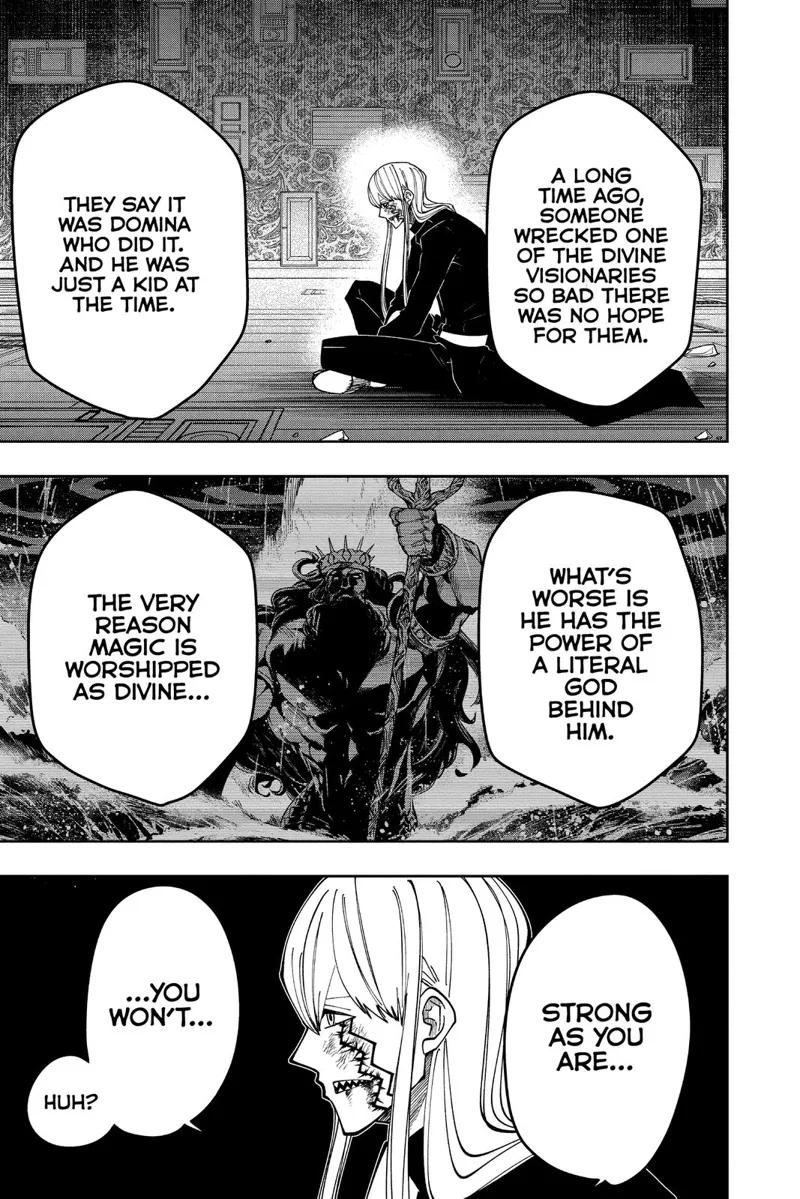 A LONG
TIME AGO,
SOMEONE
WRECKED ONE
OF THE DIVINE
VISIONARIES
SO BAD THERE
WAS NO HOPE
FOR THEM.
THEY SAY IT
WAS DOMINA
WHO DID IT.
AND HE WAS
JUST A KID AT
THE TIME.
WHAT'S
WORSE IS
HE HAS THE
POWER OF
A LITERAL
GOD
BEHIND
HIM.
THE VERY
REASON
MAGIC IS
WORSHIPPED
AS DIVINE...
STRONG
AS YOU
ARE...
...YOU
WON'T...
HUH?